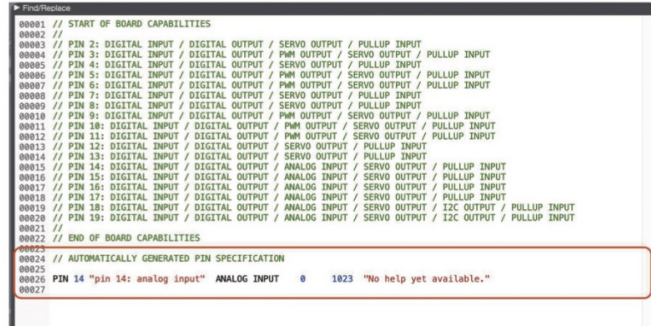 ▶ Find/Replace
00001 // START OF BOARD CAPABILITIES
00002 //
00003 // PIN 2: DIGITAL INPUT / DIGITAL OUTPUT / SERVO OUTPUT / PULLUP INPUT
00004 // PIN 3: DIGITAL INPUT / DIGITAL OUTPUT / PWM OUTPUT / SERVO OUTPUT / PULLUP INPUT
00005 // PIN 4: DIGITAL INPUT / DIGITAL OUTPUT / SERVO OUTPUT / PULLUP INPUT
00006 // PIN 5: DIGITAL INPUT / DIGITAL OUTPUT / PWM OUTPUT / SERVO OUTPUT / PULLUP INPUT
00007 // PIN 6: DIGITAL INPUT / DIGITAL OUTPUT / PWM OUTPUT / SERVO OUTPUT / PULLUP INPUT
00008 // PIN 7: DIGITAL INPUT / DIGITAL OUTPUT / SERVO OUTPUT / PULLUP INPUT
00009 // PIN 8: DIGITAL INPUT / DIGITAL OUTPUT / SERVO OUTPUT / PULLUP INPUT
00010 // PIN 9: DIGITAL INPUT / DIGITAL OUTPUT / PWM OUTPUT / SERVO OUTPUT / PULLUP INPUT
00011 // PIN 10: DIGITAL INPUT / DIGITAL OUTPUT / PWM OUTPUT / SERVO OUTPUT / PULLUP INPUT
00012 // PIN 11: DIGITAL INPUT / DIGITAL OUTPUT / PWM OUTPUT / SERVO OUTPUT / PULLUP INPUT
00013 // PIN 12: DIGITAL INPUT / DIGITAL OUTPUT / SERVO OUTPUT / PULLUP INPUT
00014 // PIN 13: DIGITAL INPUT / DIGITAL OUTPUT / SERVO OUTPUT / PULLUP INPUT
00015 // PIN 14: DIGITAL INPUT / DIGITAL OUTPUT / ANALOG INPUT / SERVO OUTPUT / PULLUP INPUT
00016 // PIN 15: DIGITAL INPUT / DIGITAL OUTPUT / ANALOG INPUT / SERVO OUTPUT / PULLUP INPUT
00017 // PIN 16: DIGITAL INPUT / DIGITAL OUTPUT / ANALOG INPUT / SERVO OUTPUT / PULLUP INPUT
00018 // PIN 17: DIGITAL INPUT / DIGITAL OUTPUT / ANALOG INPUT / SERVO OUTPUT / PULLUP INPUT
00019 // PIN 18: DIGITAL INPUT / DIGITAL OUTPUT / ANALOG INPUT / SERVO OUTPUT / I2C OUTPUT / PULLUP INPUT
00020 // PIN 19: DIGITAL INPUT / DIGITAL OUTPUT / ANALOG INPUT / SERVO OUTPUT / I2C OUTPUT / PULLUP INPUT
00021 //
00022 // END OF BOARD CAPABILITIES
00023
00024 // AUTOMATICALLY GENERATED PIN SPECIFICATION
00025
00026 PIN 14 "pin 14: analog input" ANALOG INPUT 0 1023 "No help yet available."
00027